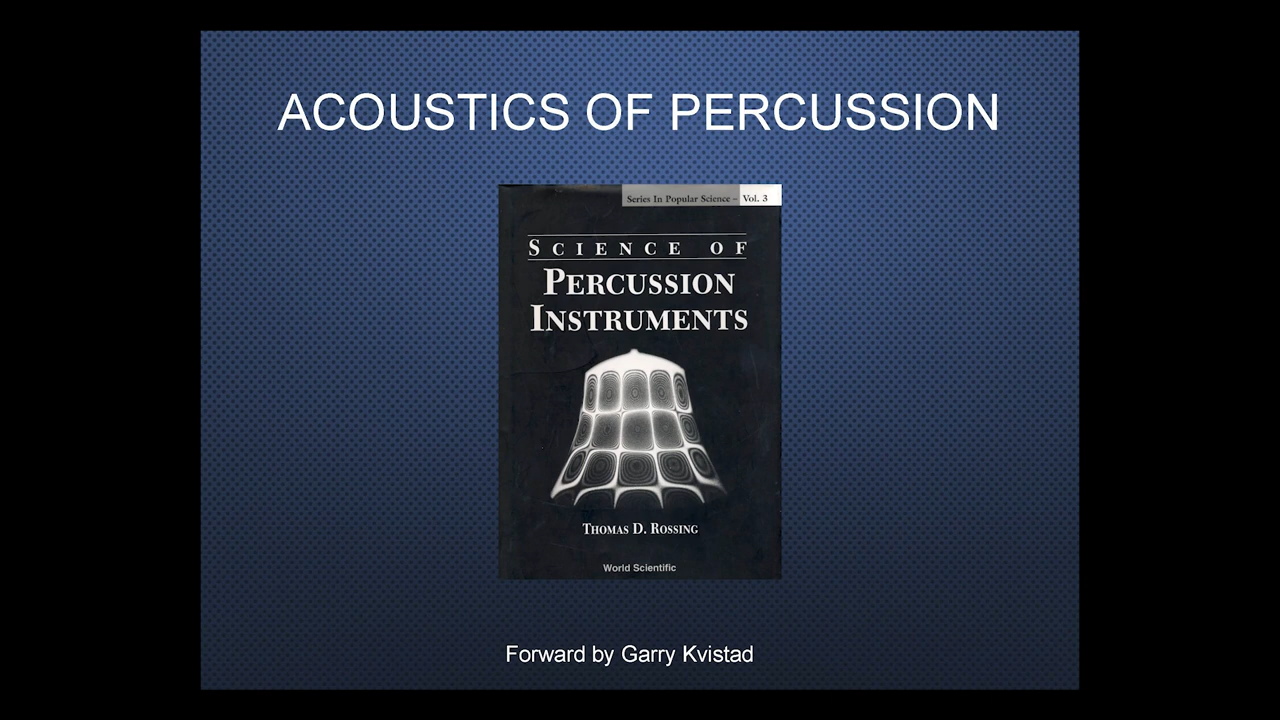 ACOUSTICS OF PERCUSSION
Series In Popular Science – Vol. 3
SCIENCE OF
PERCUSSION
INSTRUMENTS
THOMAS D. ROSSING
World Scientific
Forward by Garry Kvistad